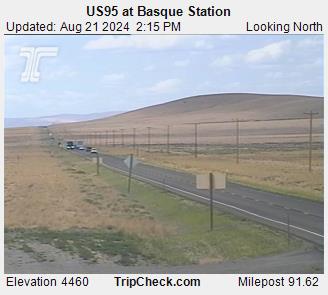 US95 at Basque Station
Updated: Aug 21 2024 2:15 PM Looking North
Elevation 4460 TripCheck.com Milepost 91.62